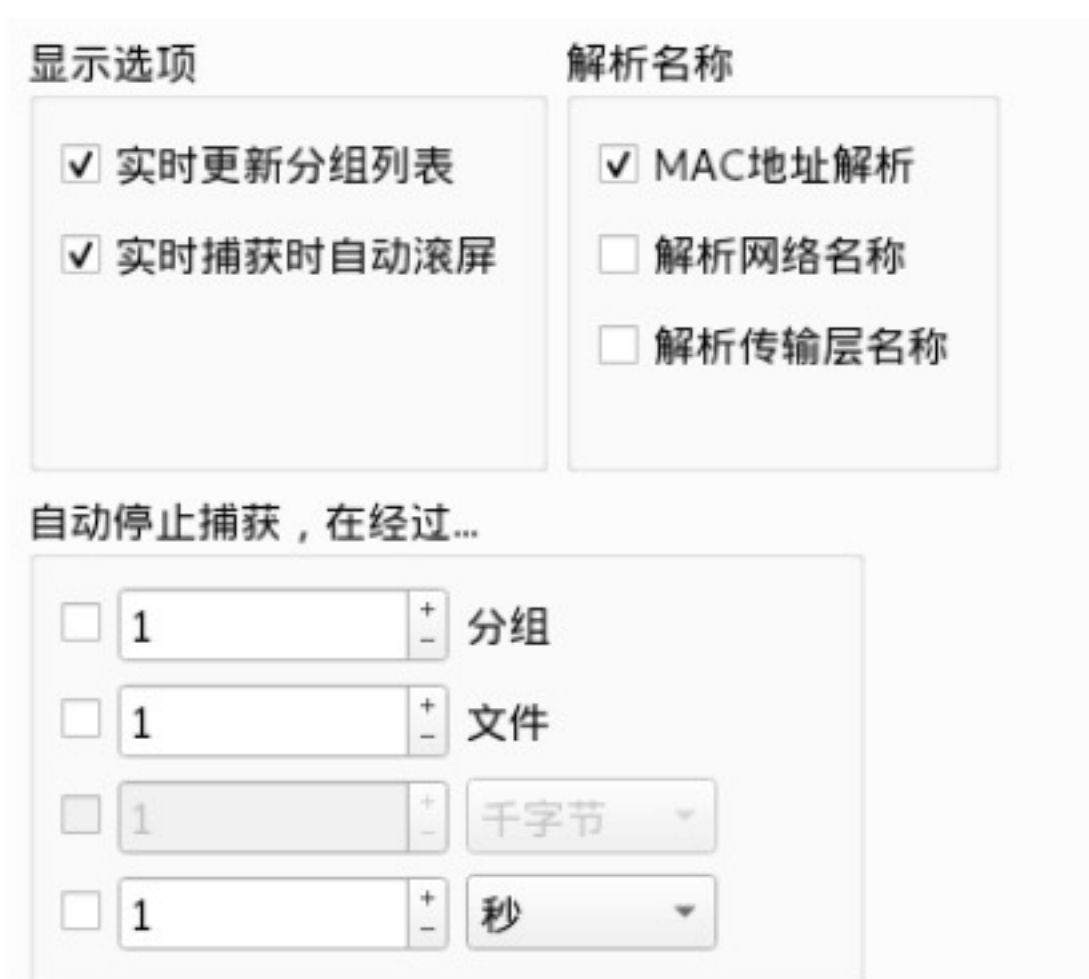 显示选项
实时更新分组列表
实时捕获时自动滚屏
解析名称
MAC地址解析
解析网络名称
解析传输层名称
自动停止捕获，在经过...
1 分组
1 文件
1 千字节
1 秒